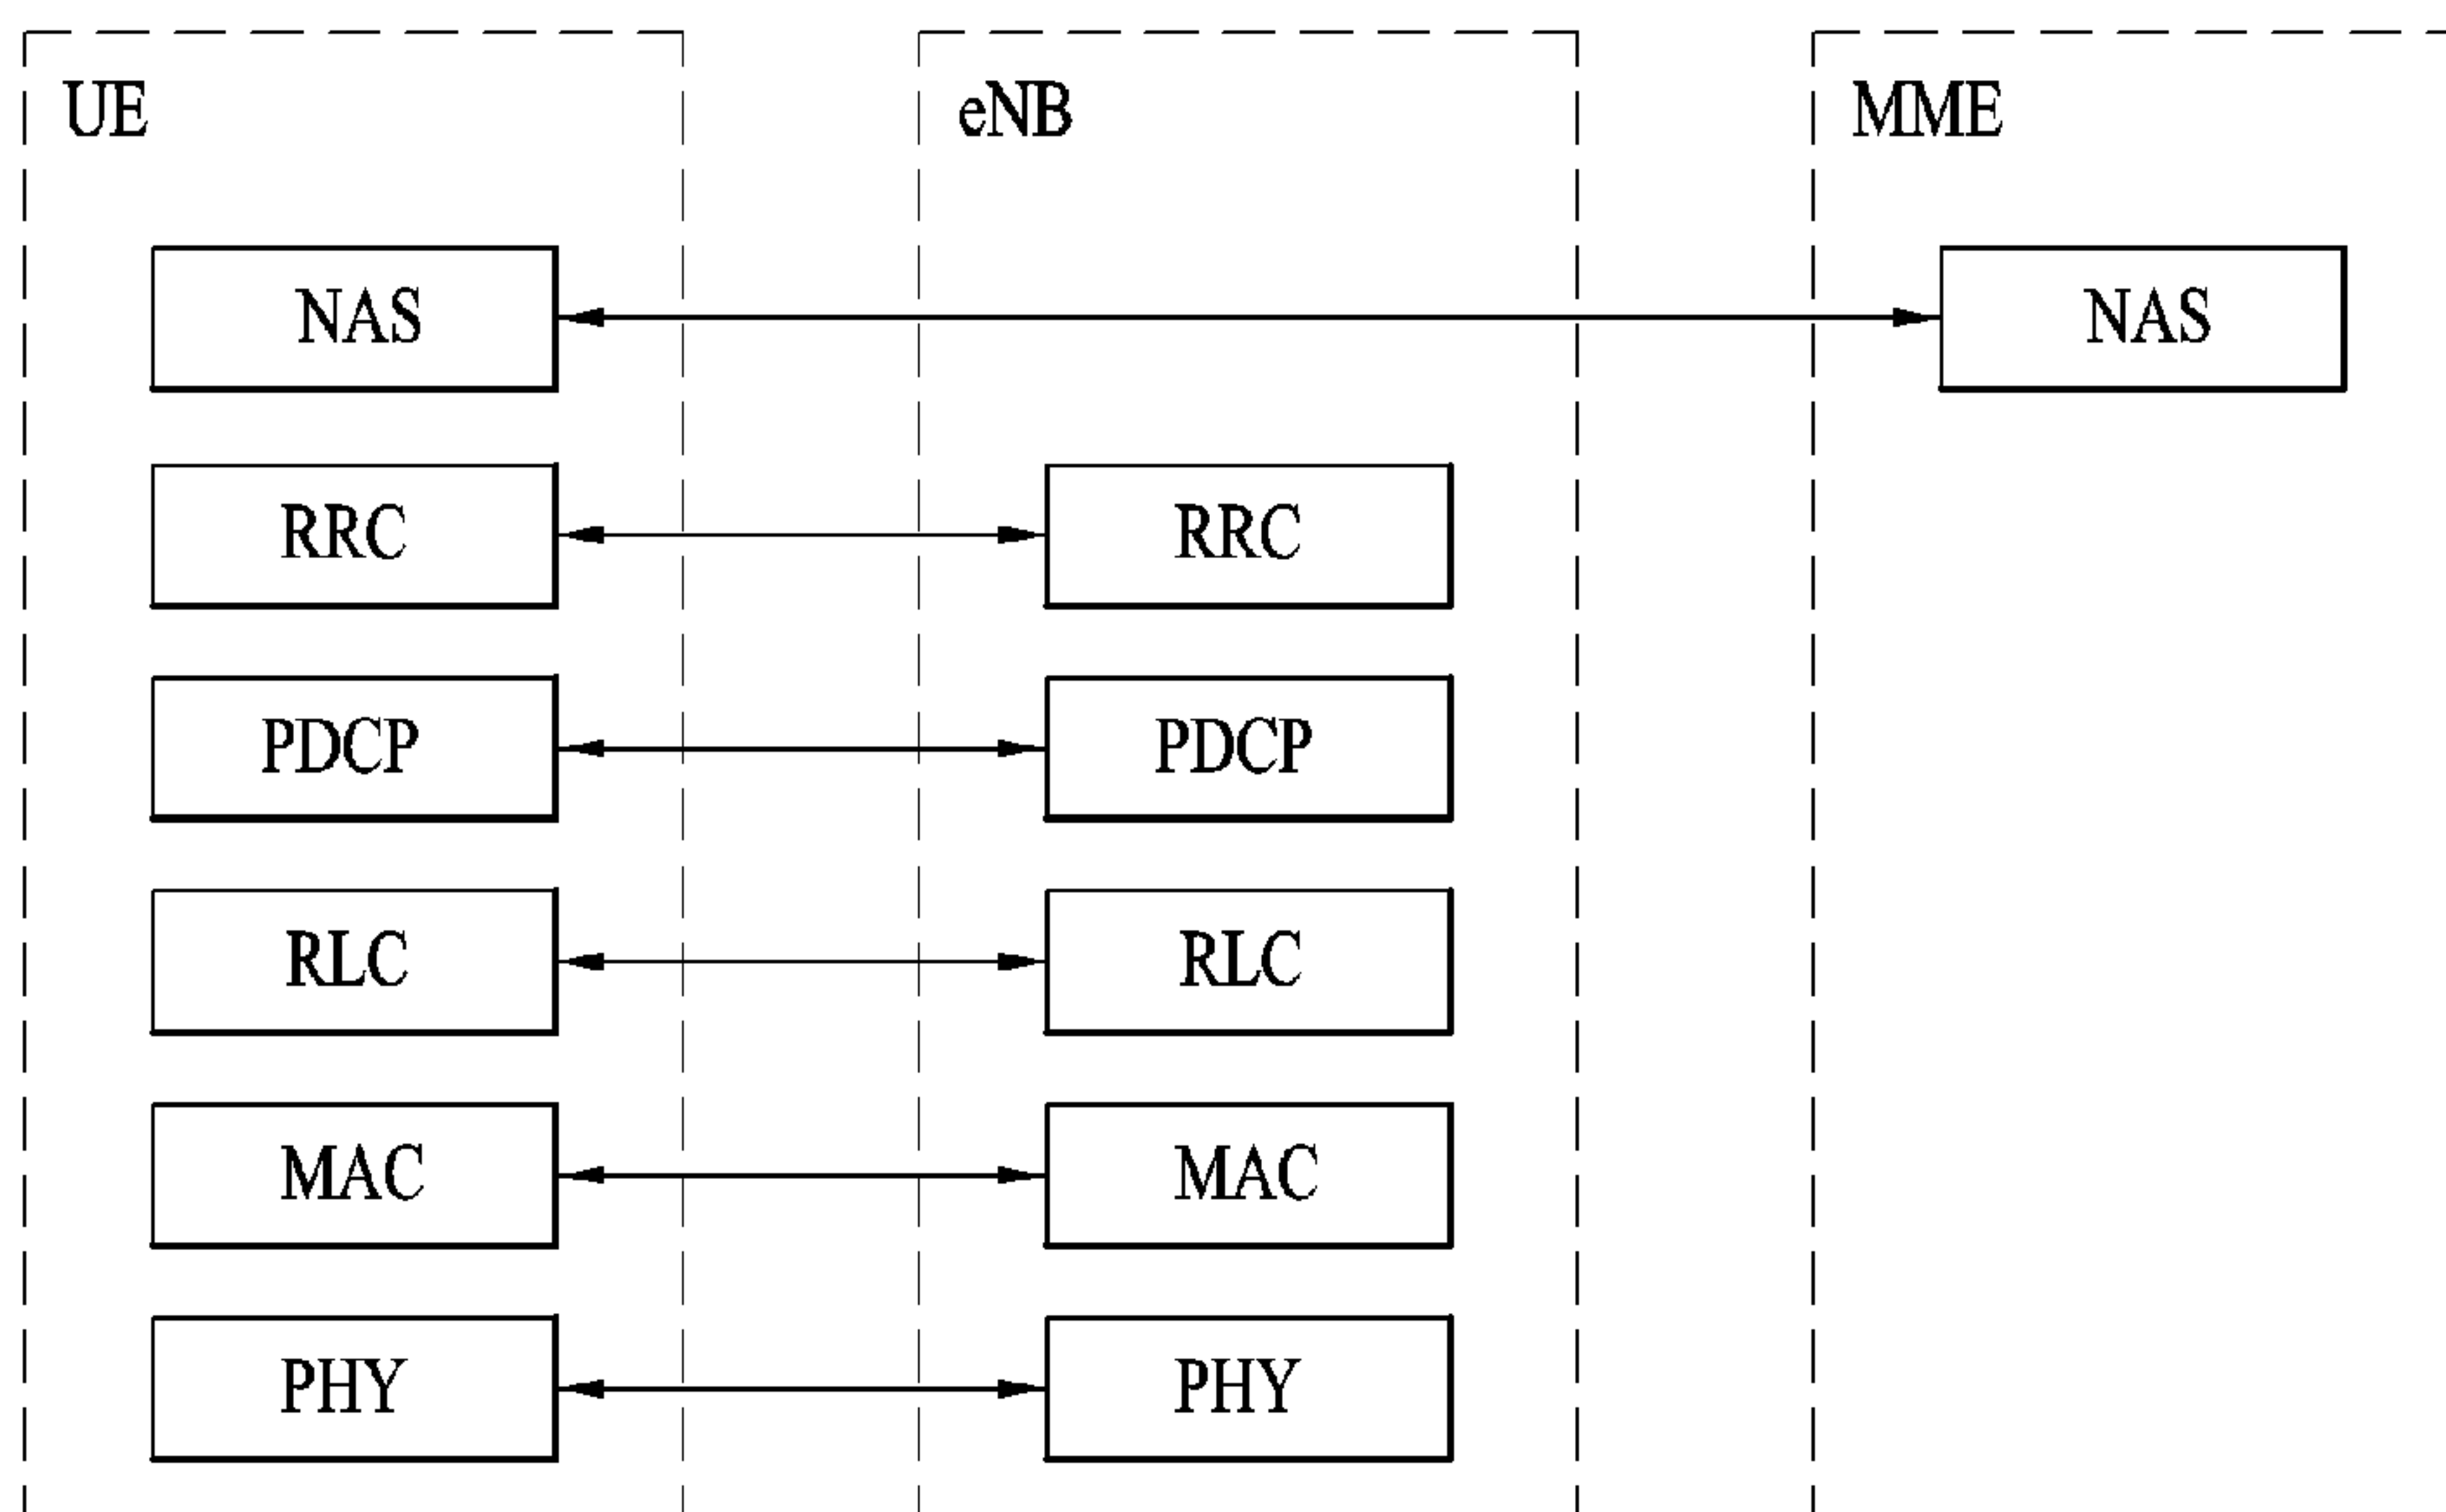 UE eNB MME
NAS NAS
RRC RRC
PDCP PDCP
RLC RLC
MAC MAC
PHY PHY